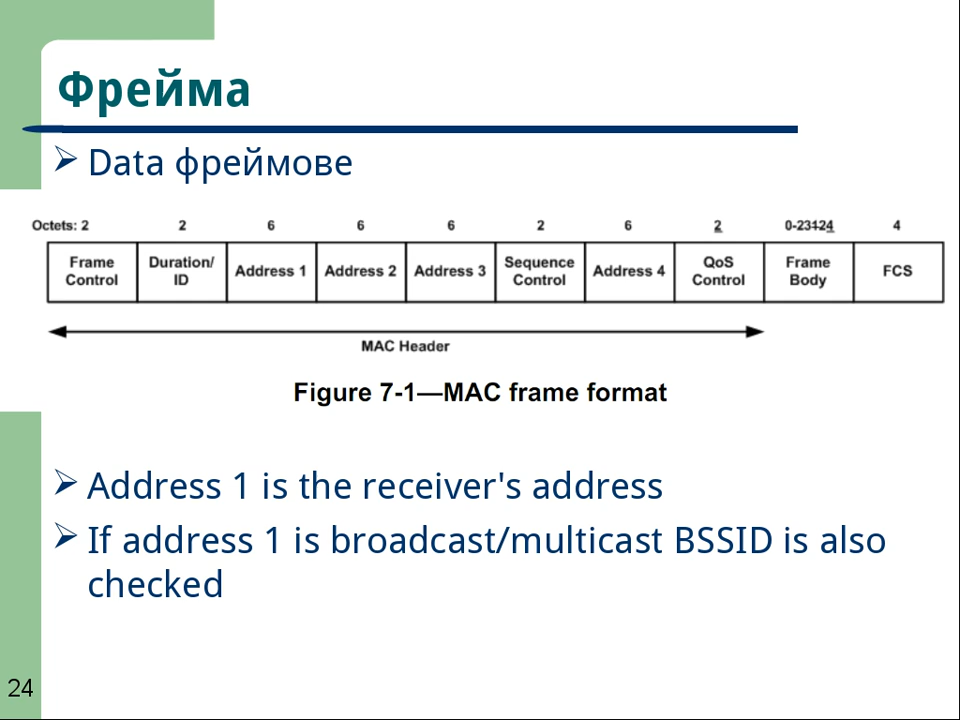 Фрейма
Data фреймове
Octets: 2 2 6 6 6 2 6 2 0-23124 4
Frame Control Duration/ ID Address 1 Address 2 Address 3 Sequence Control Address 4 QoS Control Frame Body FCS
MAC Header
Figure 7-1—MAC frame format
Address 1 is the receiver's address
If address 1 is broadcast/multicast BSSID is also
checked
24